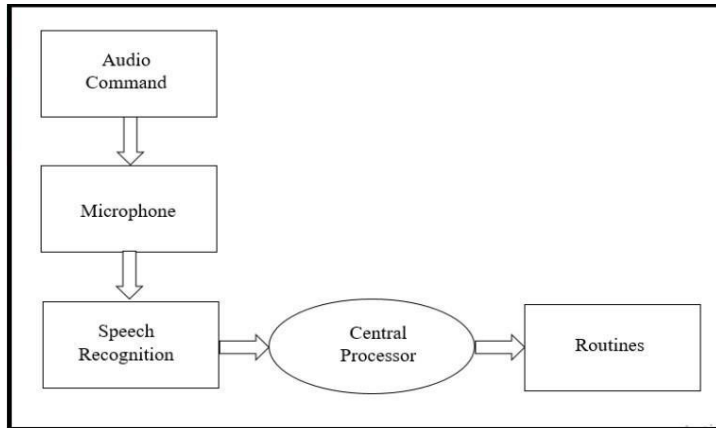 Audio
Command
Microphone
Speech
Recognition
Central
Processor
Routines